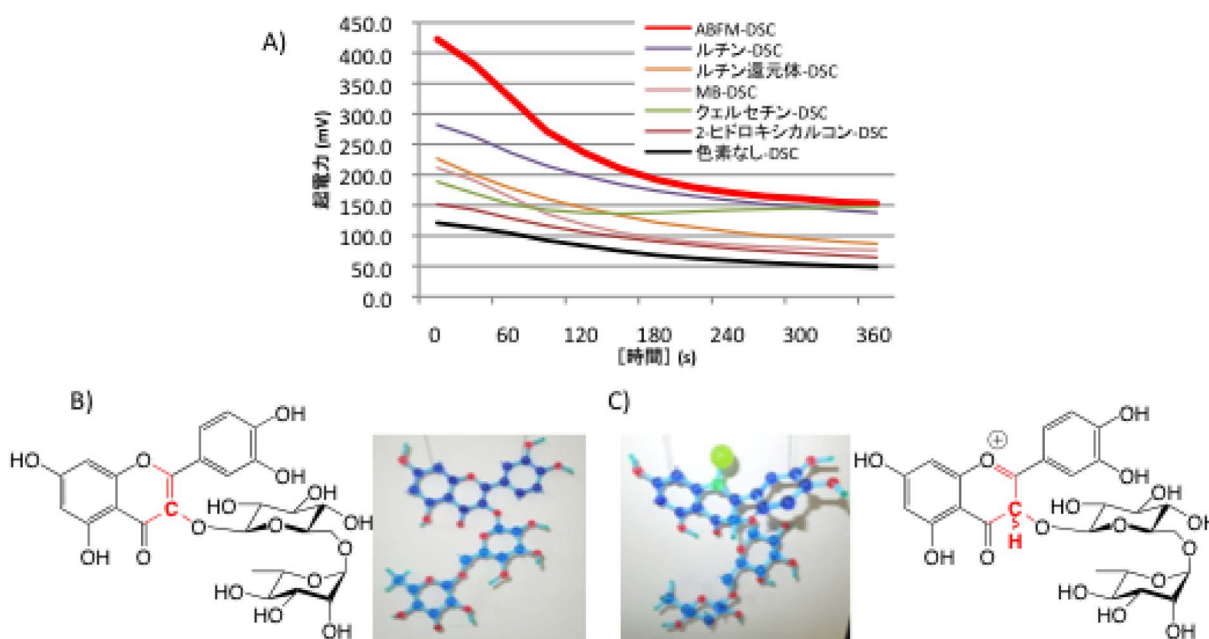 A)
450.0
400.0
350.0
300.0
250.0
200.0
150.0
100.0
50.0
0.0
起電力 (mV)
ABFM-DSC
ルチン-DSC
ルチン還元体-DSC
MB-DSC
クェルセチン-DSC
2-ヒドロキシカルコン-DSC
色素なし-DSC
0 60 120 180 240 300 360
[時間] (s)
B)
OH
OH
HO
O
C
OH
O
O
HO
OH
OH
O
O
O
HO
HO
OH
C)
OH
OH
+
HO
O
C
H
OH
O
O
HO
OH
OH
O
O
O
HO
HO
OH